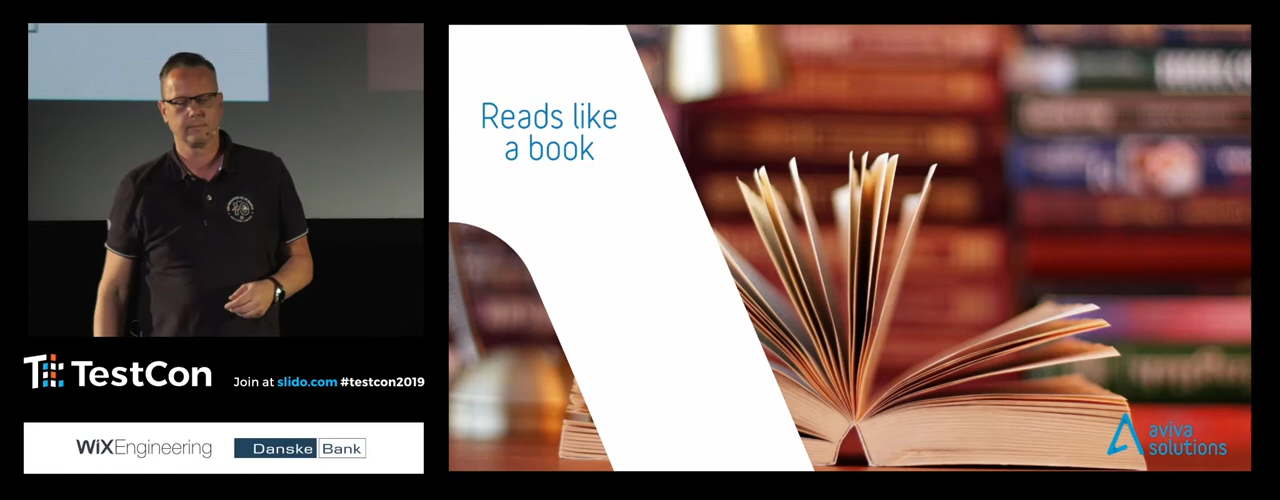 TestCon
Join at slido.com #testcon2019
WiXEngineering
Danske Bank
Reads like
a book
aviva
solutions